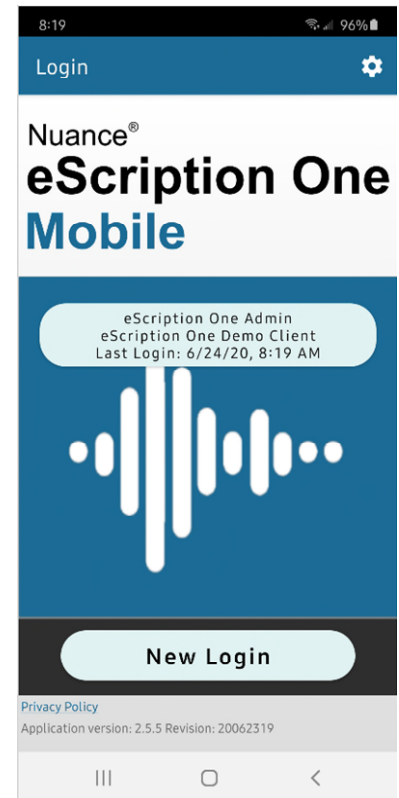 8:19
96%
Login
Nuance®
eScription One
Mobile
eScription One Admin
eScription One Demo Client
Last Login: 6/24/20, 8:19 AM
New Login
Privacy Policy
Application version: 2.5.5 Revision: 20062319